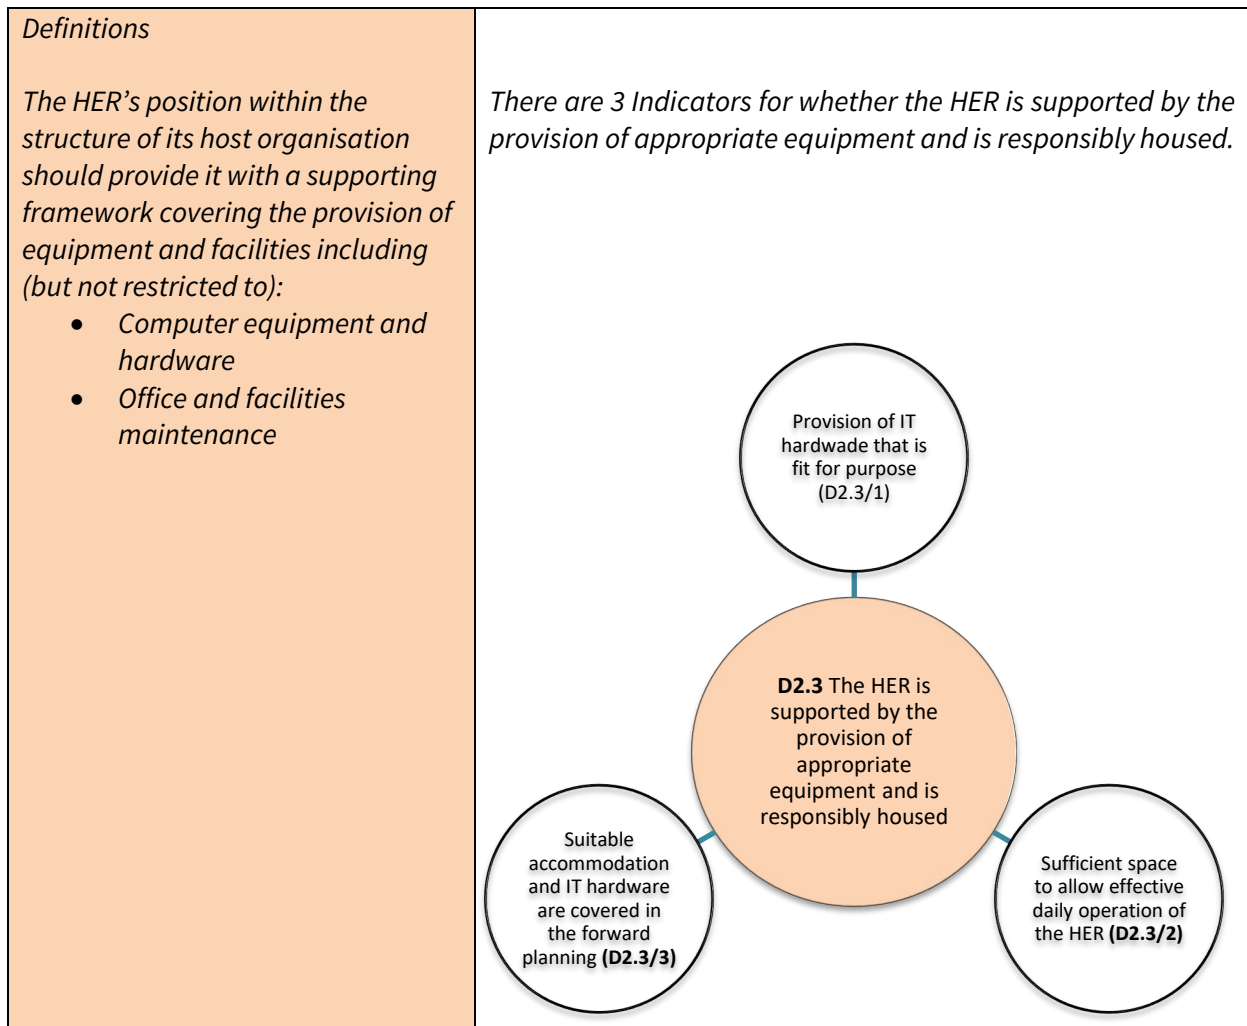 Definitions
The HER’s position within the
structure of its host organisation
should provide it with a supporting
framework covering the provision of
equipment and facilities including
(but not restricted to):
• Computer equipment and
hardware
• Office and facilities
maintenance
There are 3 Indicators for whether the HER is supported by the
provision of appropriate equipment and is responsibly housed.
Provision of IT
hardwade that is
fit for purpose
(D2.3/1)
D2.3 The HER is
supported by the
provision of
appropriate
equipment and is
responsibly housed
Suitable
accommodation
and IT hardware
are covered in
the forward
planning (D2.3/3)
Sufficient space
to allow effective
daily operation of
the HER (D2.3/2)